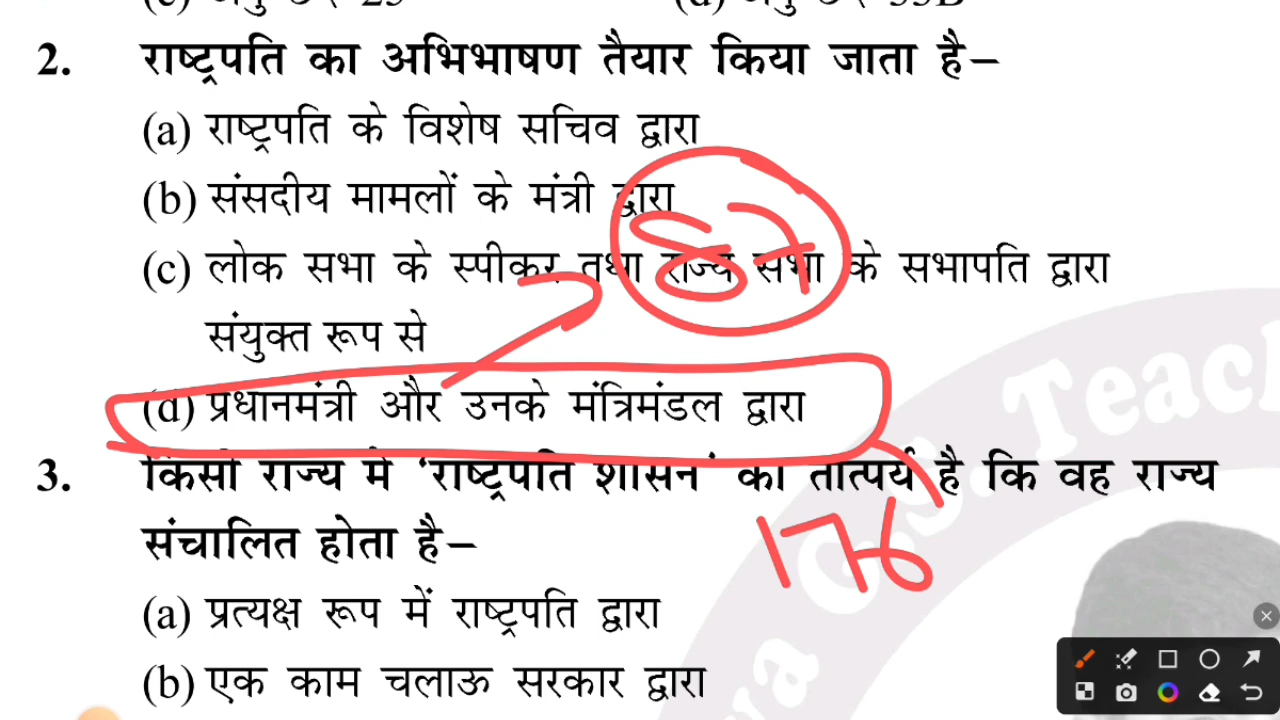 2. राष्ट्रपति का अभिभाषण तैयार किया जाता है–
(a) राष्ट्रपति के विशेष सचिव द्वारा
(b) संसदीय मामलों के मंत्री द्वारा
(c) लोक सभा के स्पीकर तथा राज्य सभा के सभापति द्वारा
संयुक्त रूप से
87
(d) प्रधानमंत्री और उनके मंत्रिमंडल द्वारा
3. किसी राज्य में ‘राष्ट्रपति शासन’ का तात्पर्य है कि वह राज्य
संचालित होता है–
176
(a) प्रत्यक्ष रूप में राष्ट्रपति द्वारा
(b) एक काम चलाऊ सरकार द्वारा